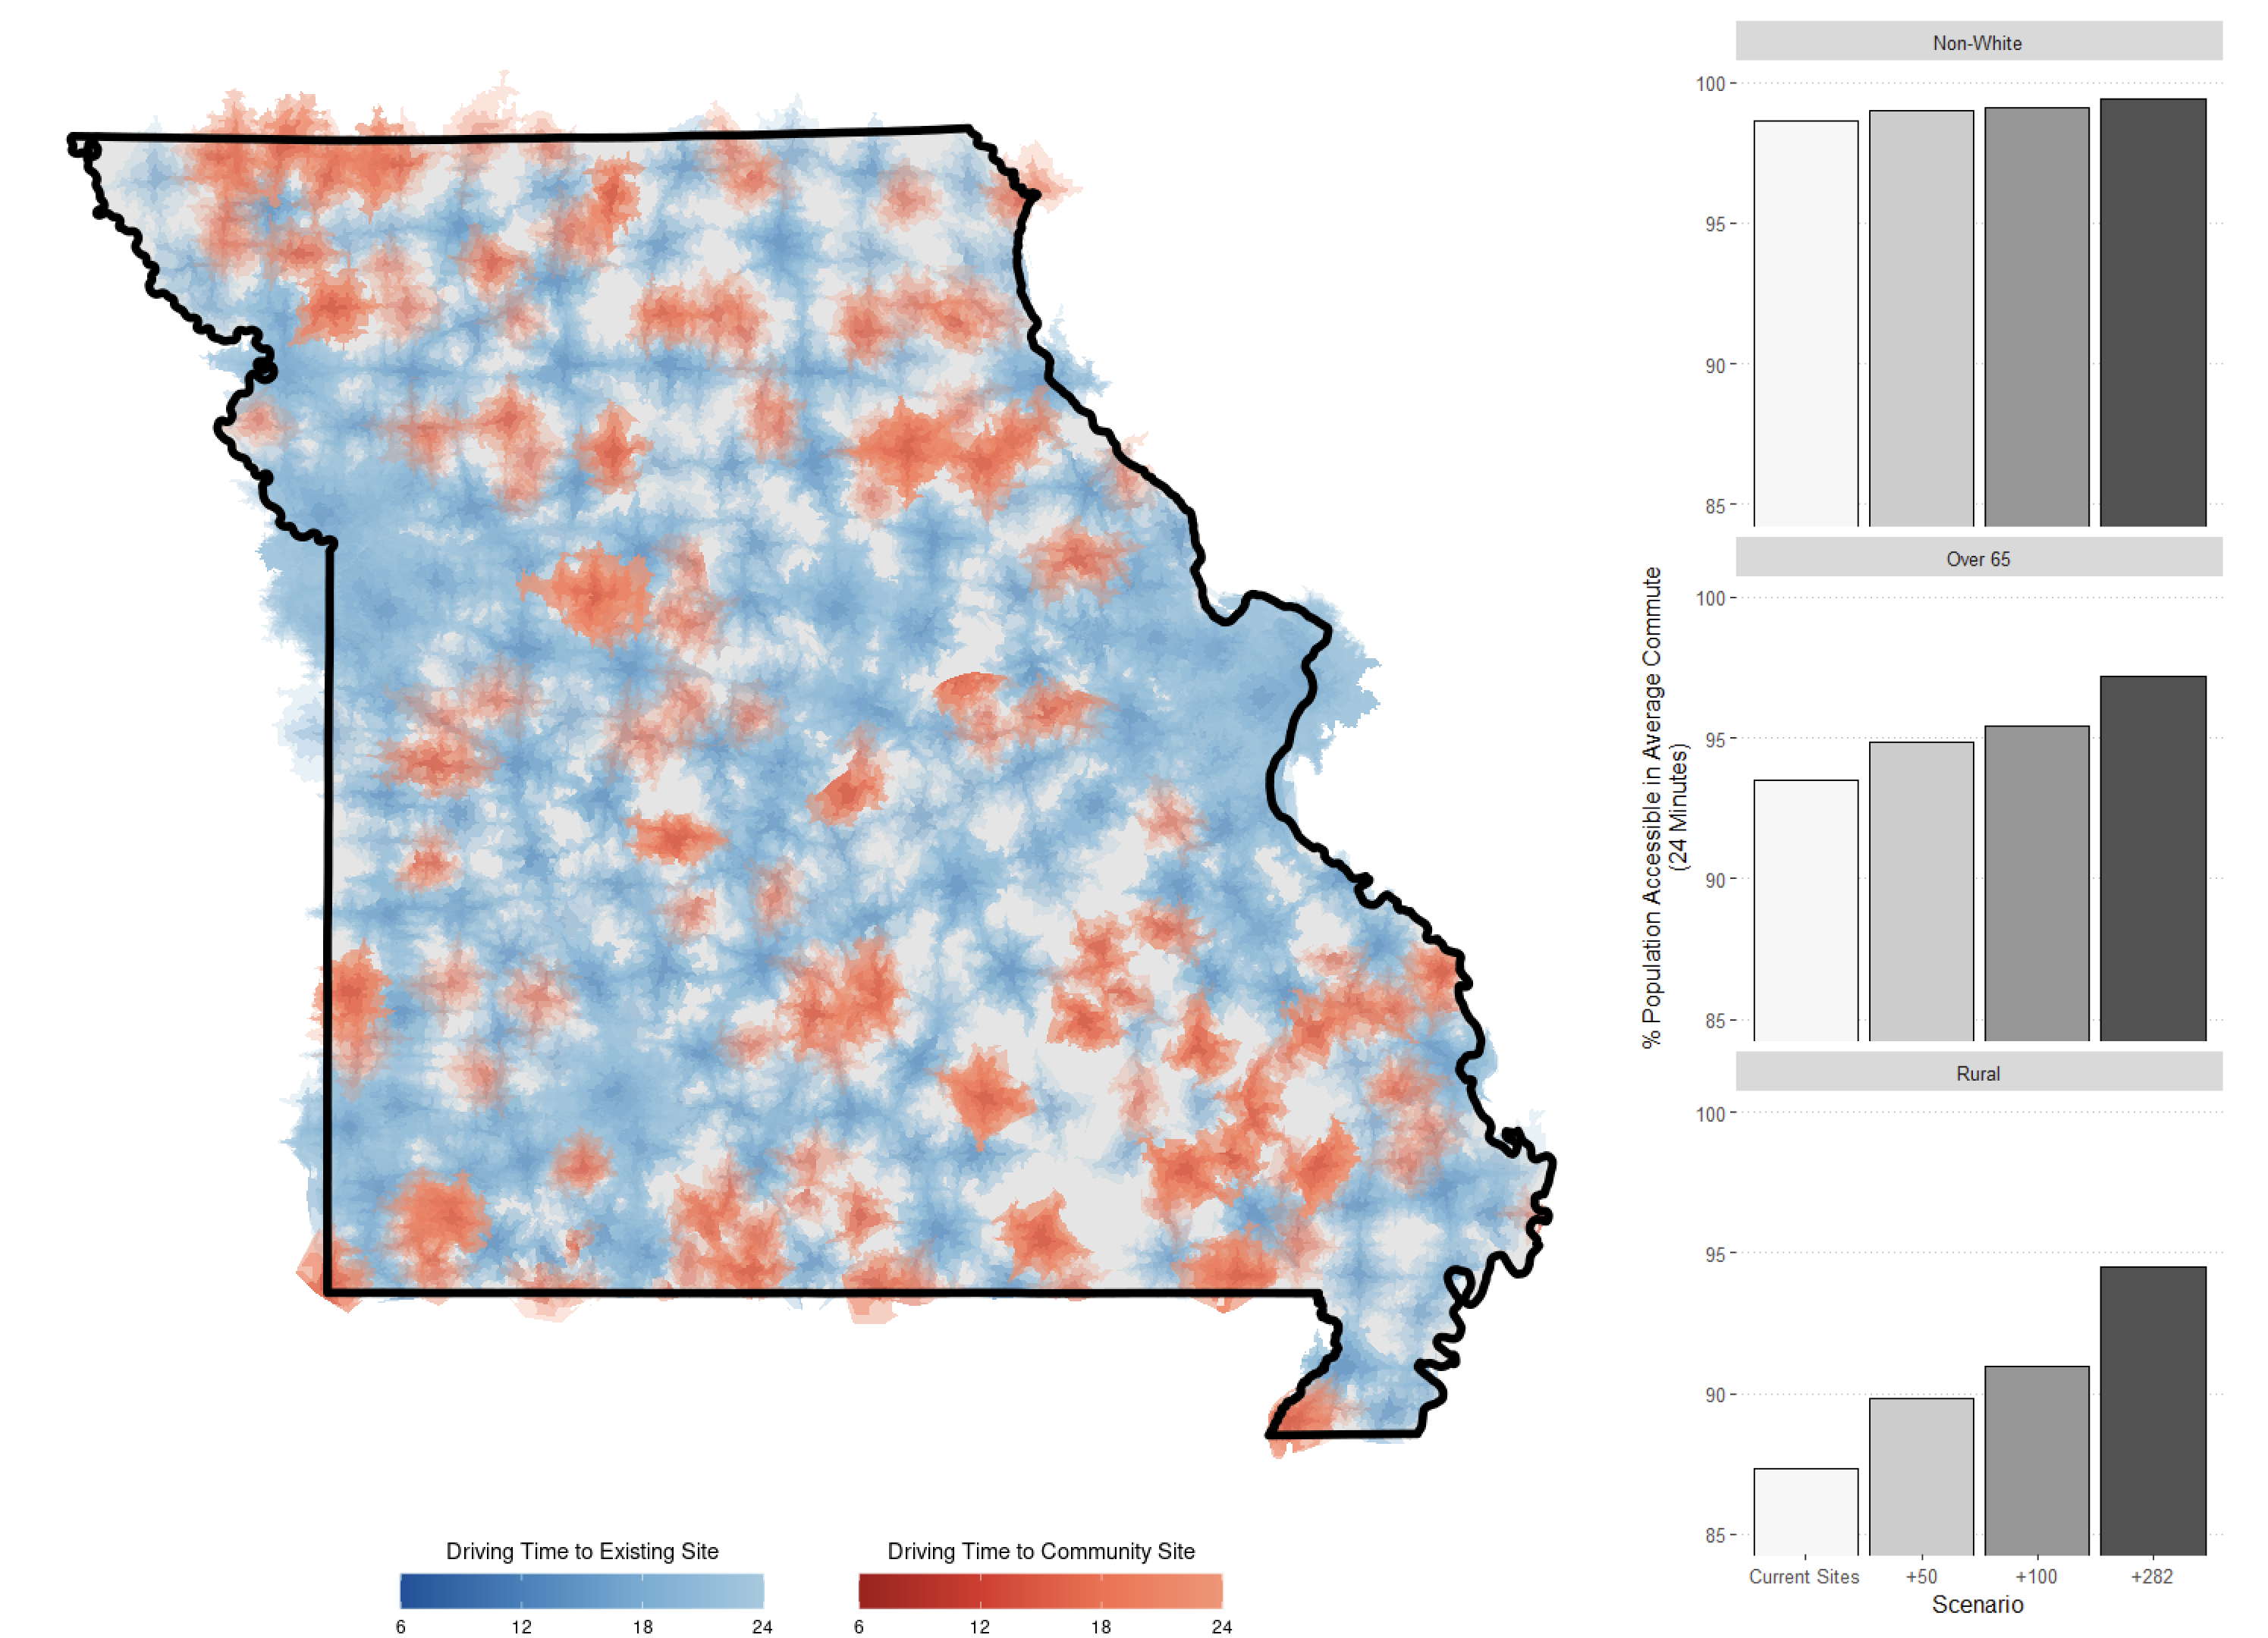 Driving Time to Existing Site
6 12 18 24
Driving Time to Community Site
6 12 18 24
% Population Accessible in Average Commute
(24 Minutes)
Non-White
100
95
90
85
Over 65
100
95
90
85
Rural
100
95
90
85
Current Sites +50 +100 +282
Scenario